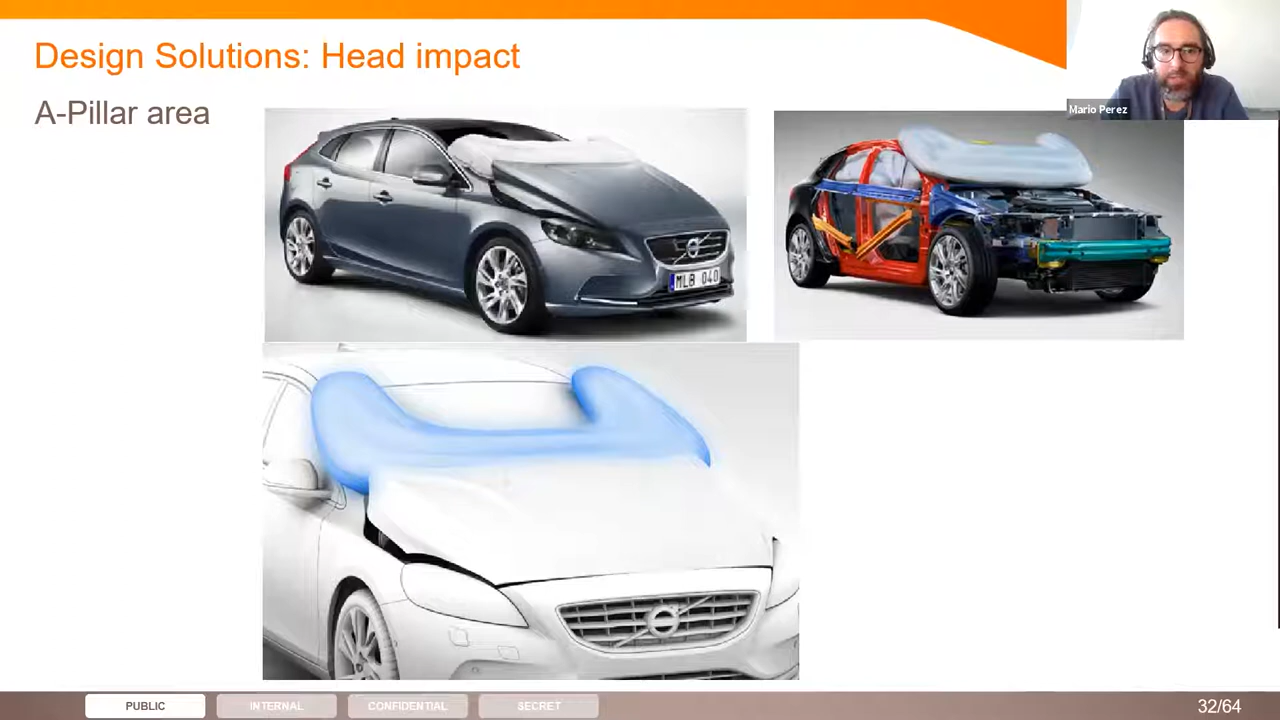 Design Solutions: Head impact
A-Pillar area
Mario Perez
MLB 040
PUBLIC
INTERNAL
CONFIDENTIAL
SECRET
32/64